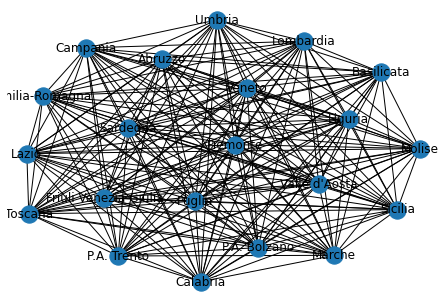 Umbria
Lombardia
Campania
Abruzzo
Basilicata
Veneto
nilia-Romagna
Liguria
Sardegna
Piemonte
Molise
Lazio
Valle d'Aosta
Friuli Venezia Giulia
Puglia
Sicilia
Toscana
P.A. Bolzano
P.A. Trento
Marche
Calabria